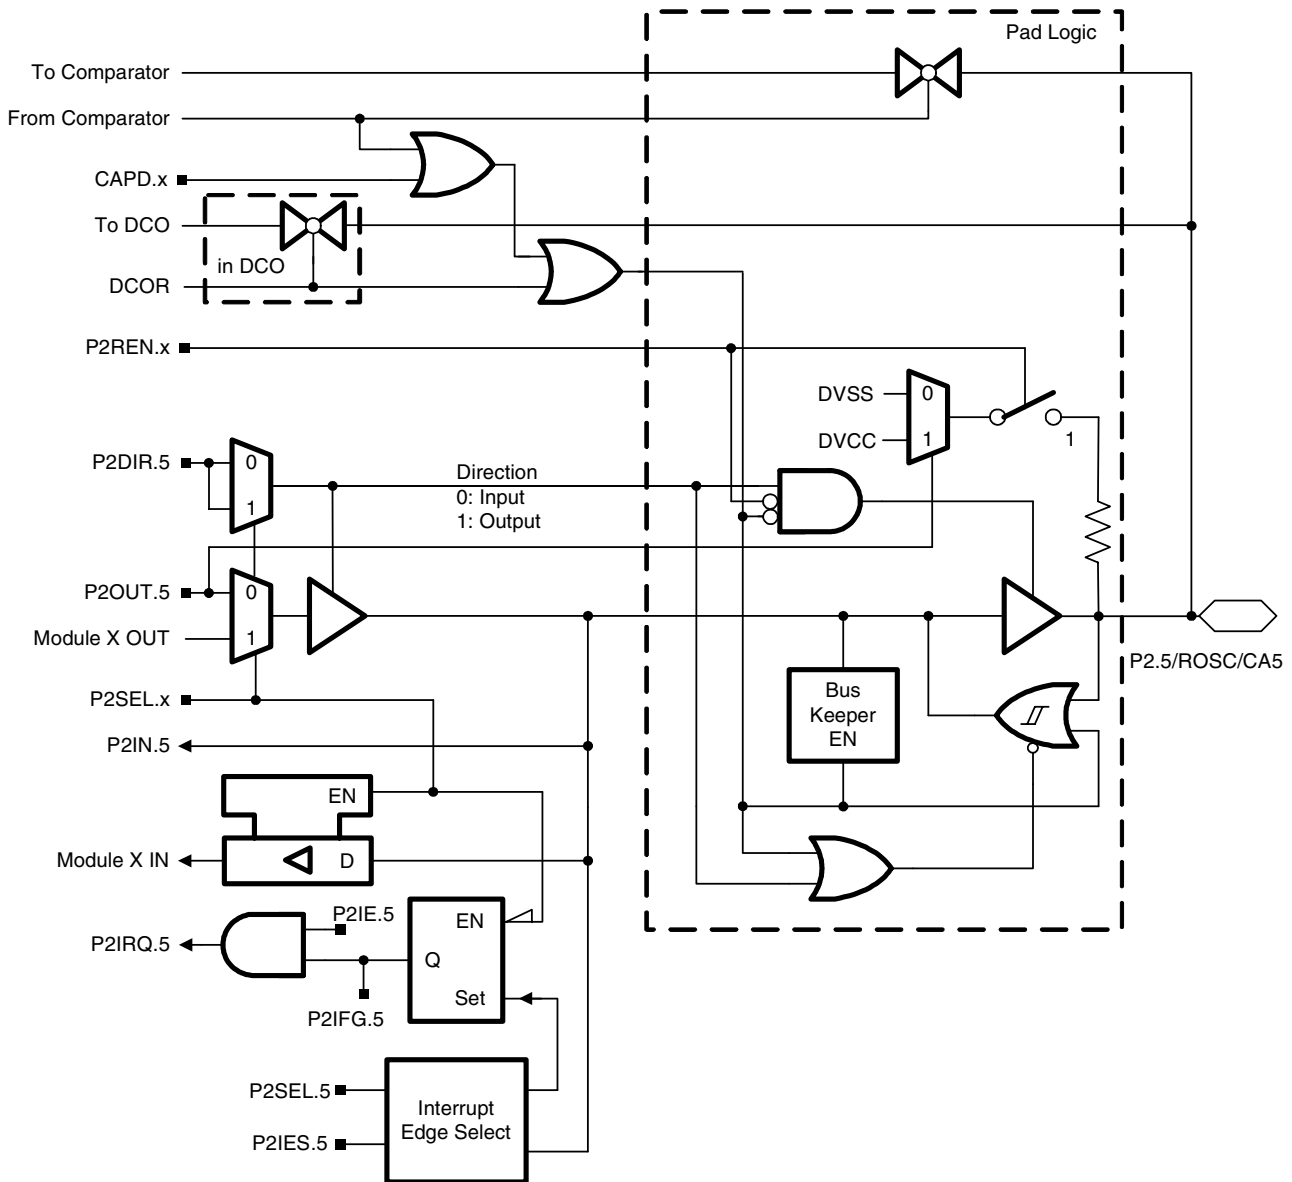 Pad Logic
To Comparator
From Comparator
CAPD.x
To DCO
in DCO
DCOR
P2REN.x
DVSS
0
DVCC
1
1
P2DIR.5
0
1
Direction
0: Input
1: Output
P2OUT.5
0
Module X OUT
1
P2.5/ROSC/CA5
P2SEL.x
Bus
Keeper
EN
P2IN.5
EN
Module X IN
D
P2IE.5
EN
P2IRQ.5
Q
Set
P2IFG.5
P2SEL.5
Interrupt
Edge Select
P2IES.5